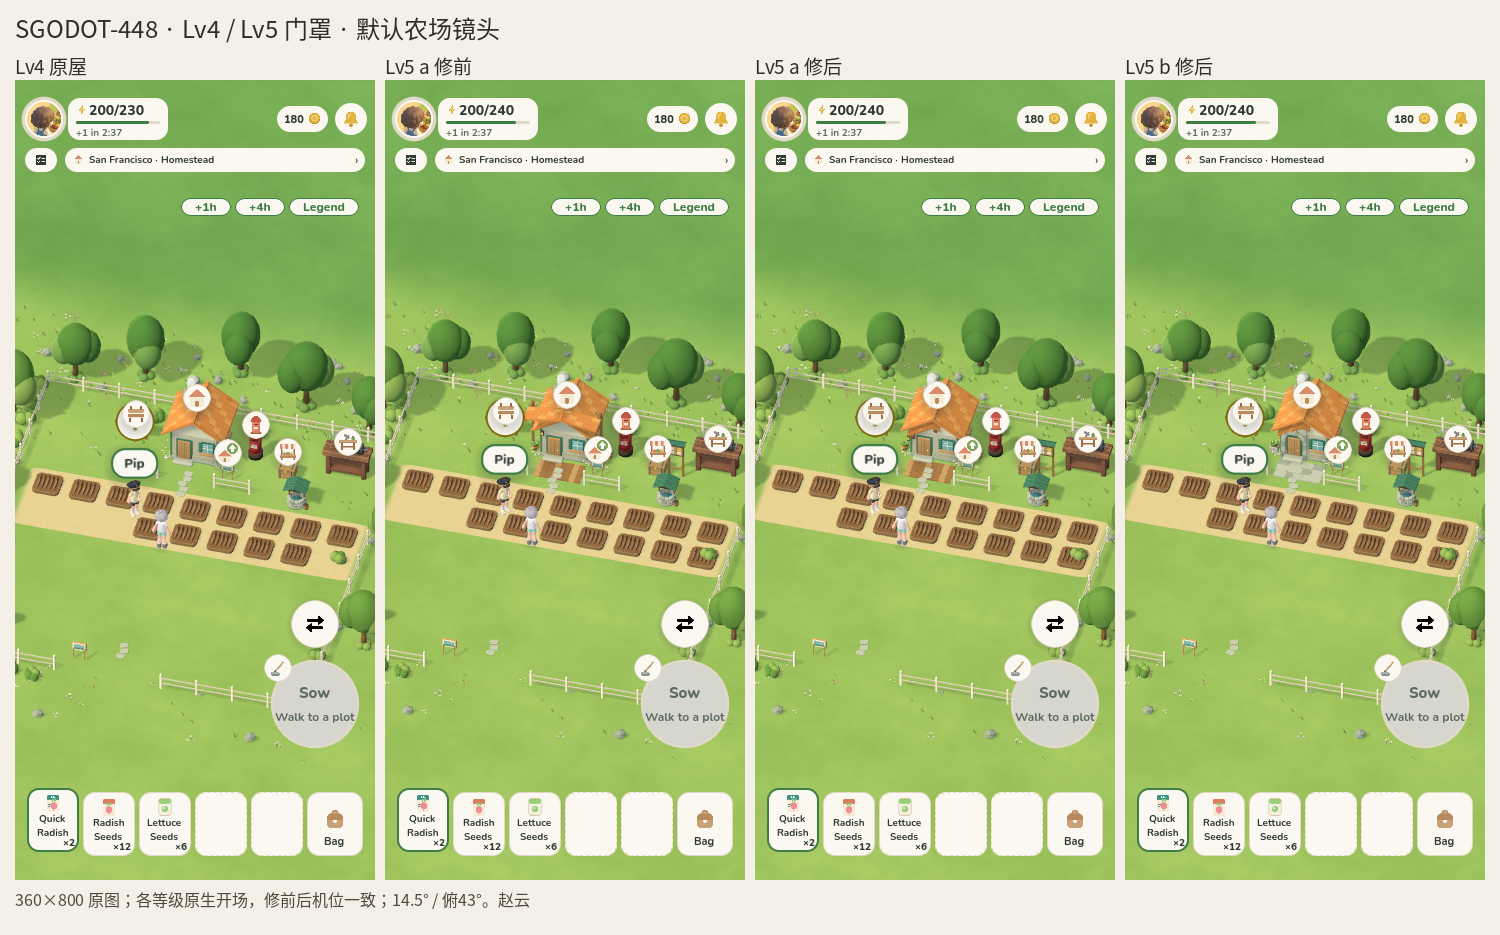 SGODOT-448 · Lv4 / Lv5 门罩 · 默认农场镜头
Lv4 原屋
200/230
+1 in 2:37
180
San Francisco · Homestead ›
+1h +4h Legend
Pip
Sow
Walk to a plot
Quick Radish ×2
Radish Seeds ×12
Lettuce Seeds ×6
Bag
Lv5 a 修前
200/240
+1 in 2:37
180
San Francisco · Homestead ›
+1h +4h Legend
Pip
Sow
Walk to a plot
Quick Radish ×2
Radish Seeds ×12
Lettuce Seeds ×6
Bag
Lv5 a 修后
200/240
+1 in 2:37
180
San Francisco · Homestead ›
+1h +4h Legend
Pip
Sow
Walk to a plot
Quick Radish ×2
Radish Seeds ×12
Lettuce Seeds ×6
Bag
Lv5 b 修后
200/240
+1 in 2:37
180
San Francisco · Homestead ›
+1h +4h Legend
Pip
Sow
Walk to a plot
Quick Radish ×2
Radish Seeds ×12
Lettuce Seeds ×6
Bag
360×800 原图；各等级原生开场，修前后机位一致；14.5° / 俯43°。赵云